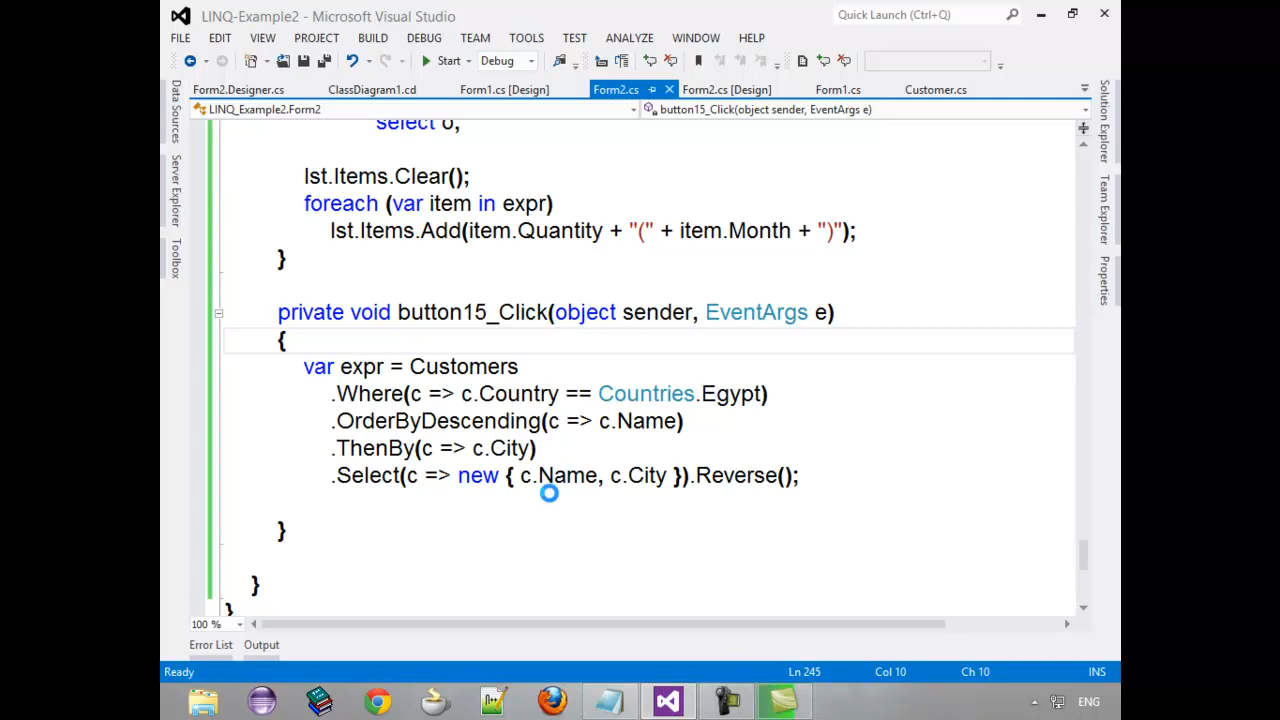 LINQ-Example2 - Microsoft Visual Studio
Quick Launch (Ctrl+Q)
FILE EDIT VIEW PROJECT BUILD DEBUG TEAM TOOLS TEST ANALYZE WINDOW HELP
Start Debug
Form2.Designer.cs ClassDiagram1.cd Form1.cs [Design] Form2.cs Form2.cs [Design] Form1.cs Customer.cs
LINQ_Example2.Form2 button15_Click(object sender, EventArgs e)
Data Sources
Server Explorer
Toolbox
select o;
lst.Items.Clear();
foreach (var item in expr)
lst.Items.Add(item.Quantity + "(" + item.Month + ")");
}
private void button15_Click(object sender, EventArgs e)
{
var expr = Customers
.Where(c => c.Country == Countries.Egypt)
.OrderByDescending(c => c.Name)
.ThenBy(c => c.City)
.Select(c => new { c.Name, c.City }).Reverse();
}
}
}
Solution Explorer
Team Explorer
Properties
100 %
Error List Output
Ready Ln 245 Col 10 Ch 10 INS
ENG